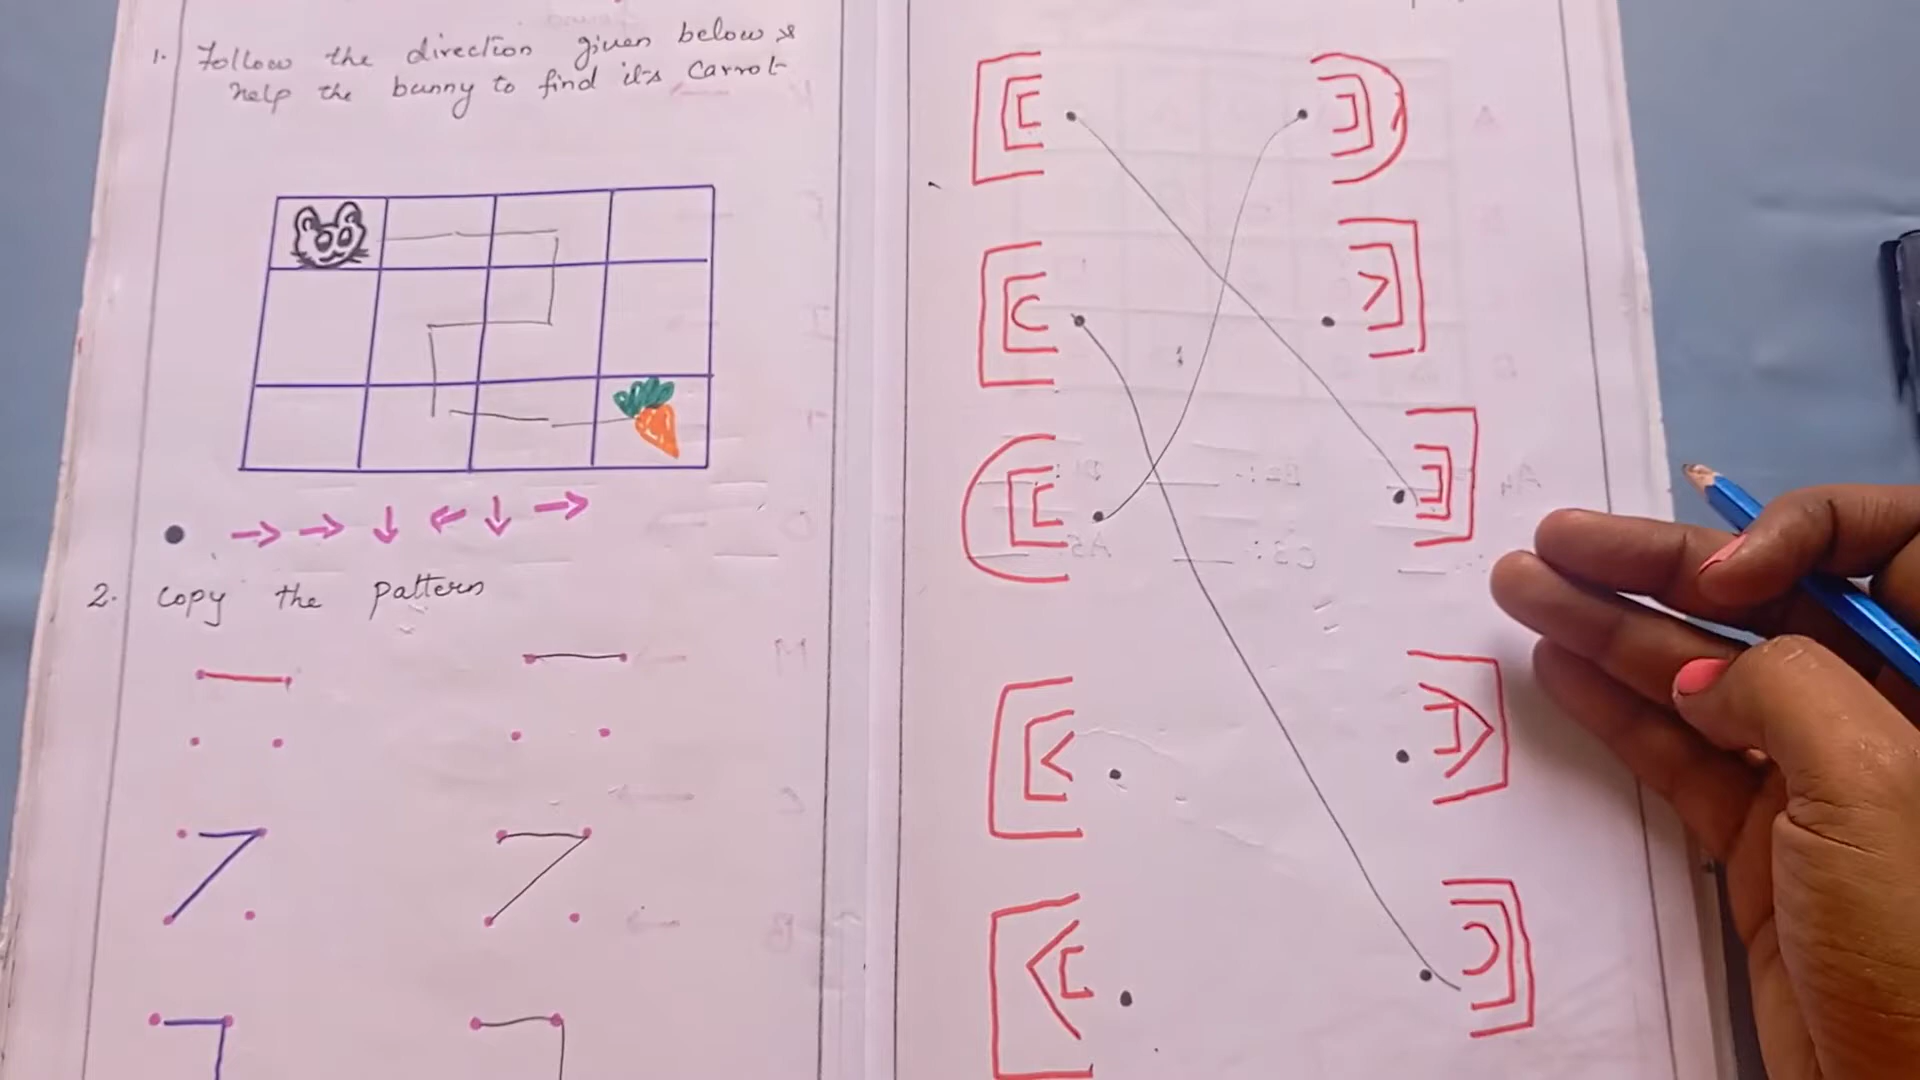 1. Follow the direction given below &
help the bunny to find it's carrot
2. copy the pattern